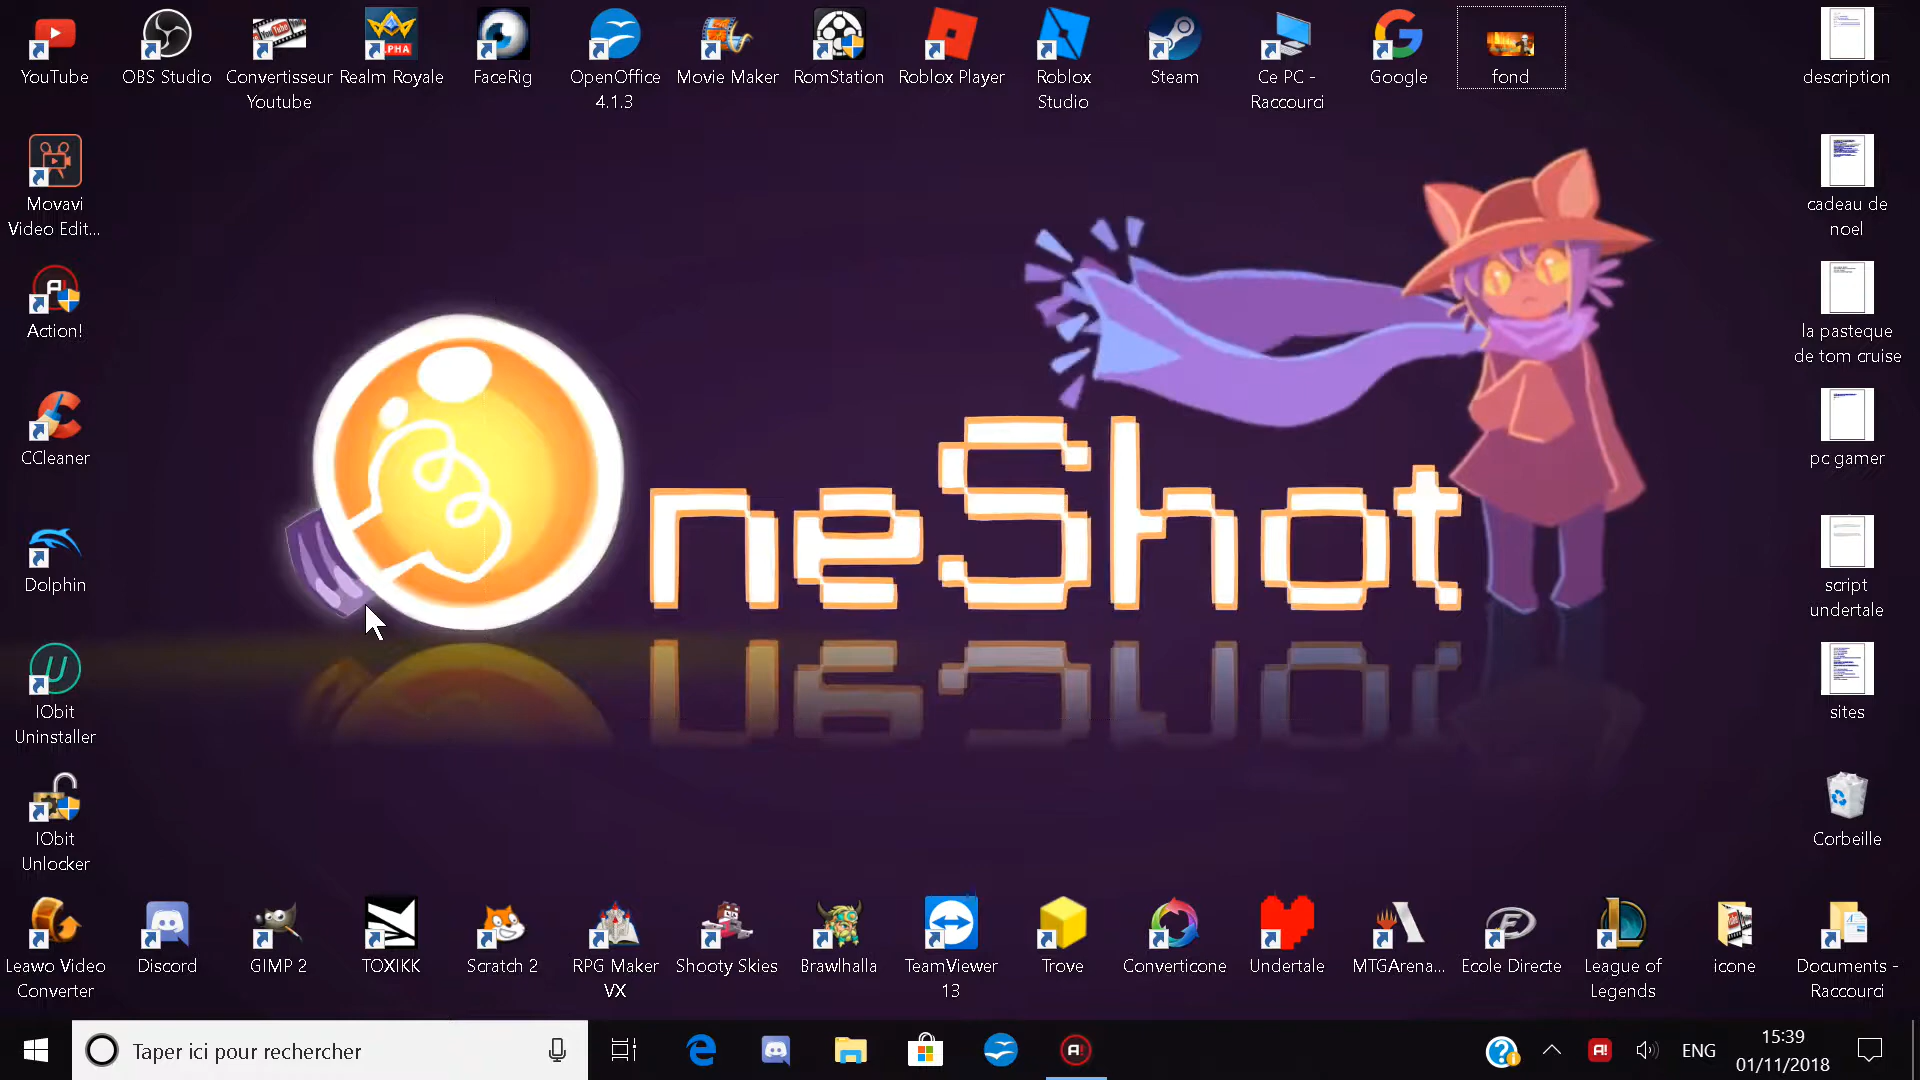 YouTube
OBS Studio
Convertisseur
Youtube
Realm Royale
FaceRig
OpenOffice
4.1.3
Movie Maker
RomStation
Roblox Player
Roblox
Studio
Steam
Ce PC -
Raccourci
Google
fond
description
Movavi
Video Edit...
cadeau de
noel
Action!
la pasteque
de tom cruise
CCleaner
pc gamer
neShot
Dolphin
script
undertale
IObit
Uninstaller
sites
IObit
Unlocker
Corbeille
Leawo Video
Converter
Discord
GIMP 2
TOXIKK
Scratch 2
RPG Maker
VX
Shooty Skies
Brawlhalla
TeamViewer
13
Trove
Converticone
Undertale
MTGArena...
Ecole Directe
League of
Legends
icone
Documents -
Raccourci
Taper ici pour rechercher
ENG
15:39
01/11/2018